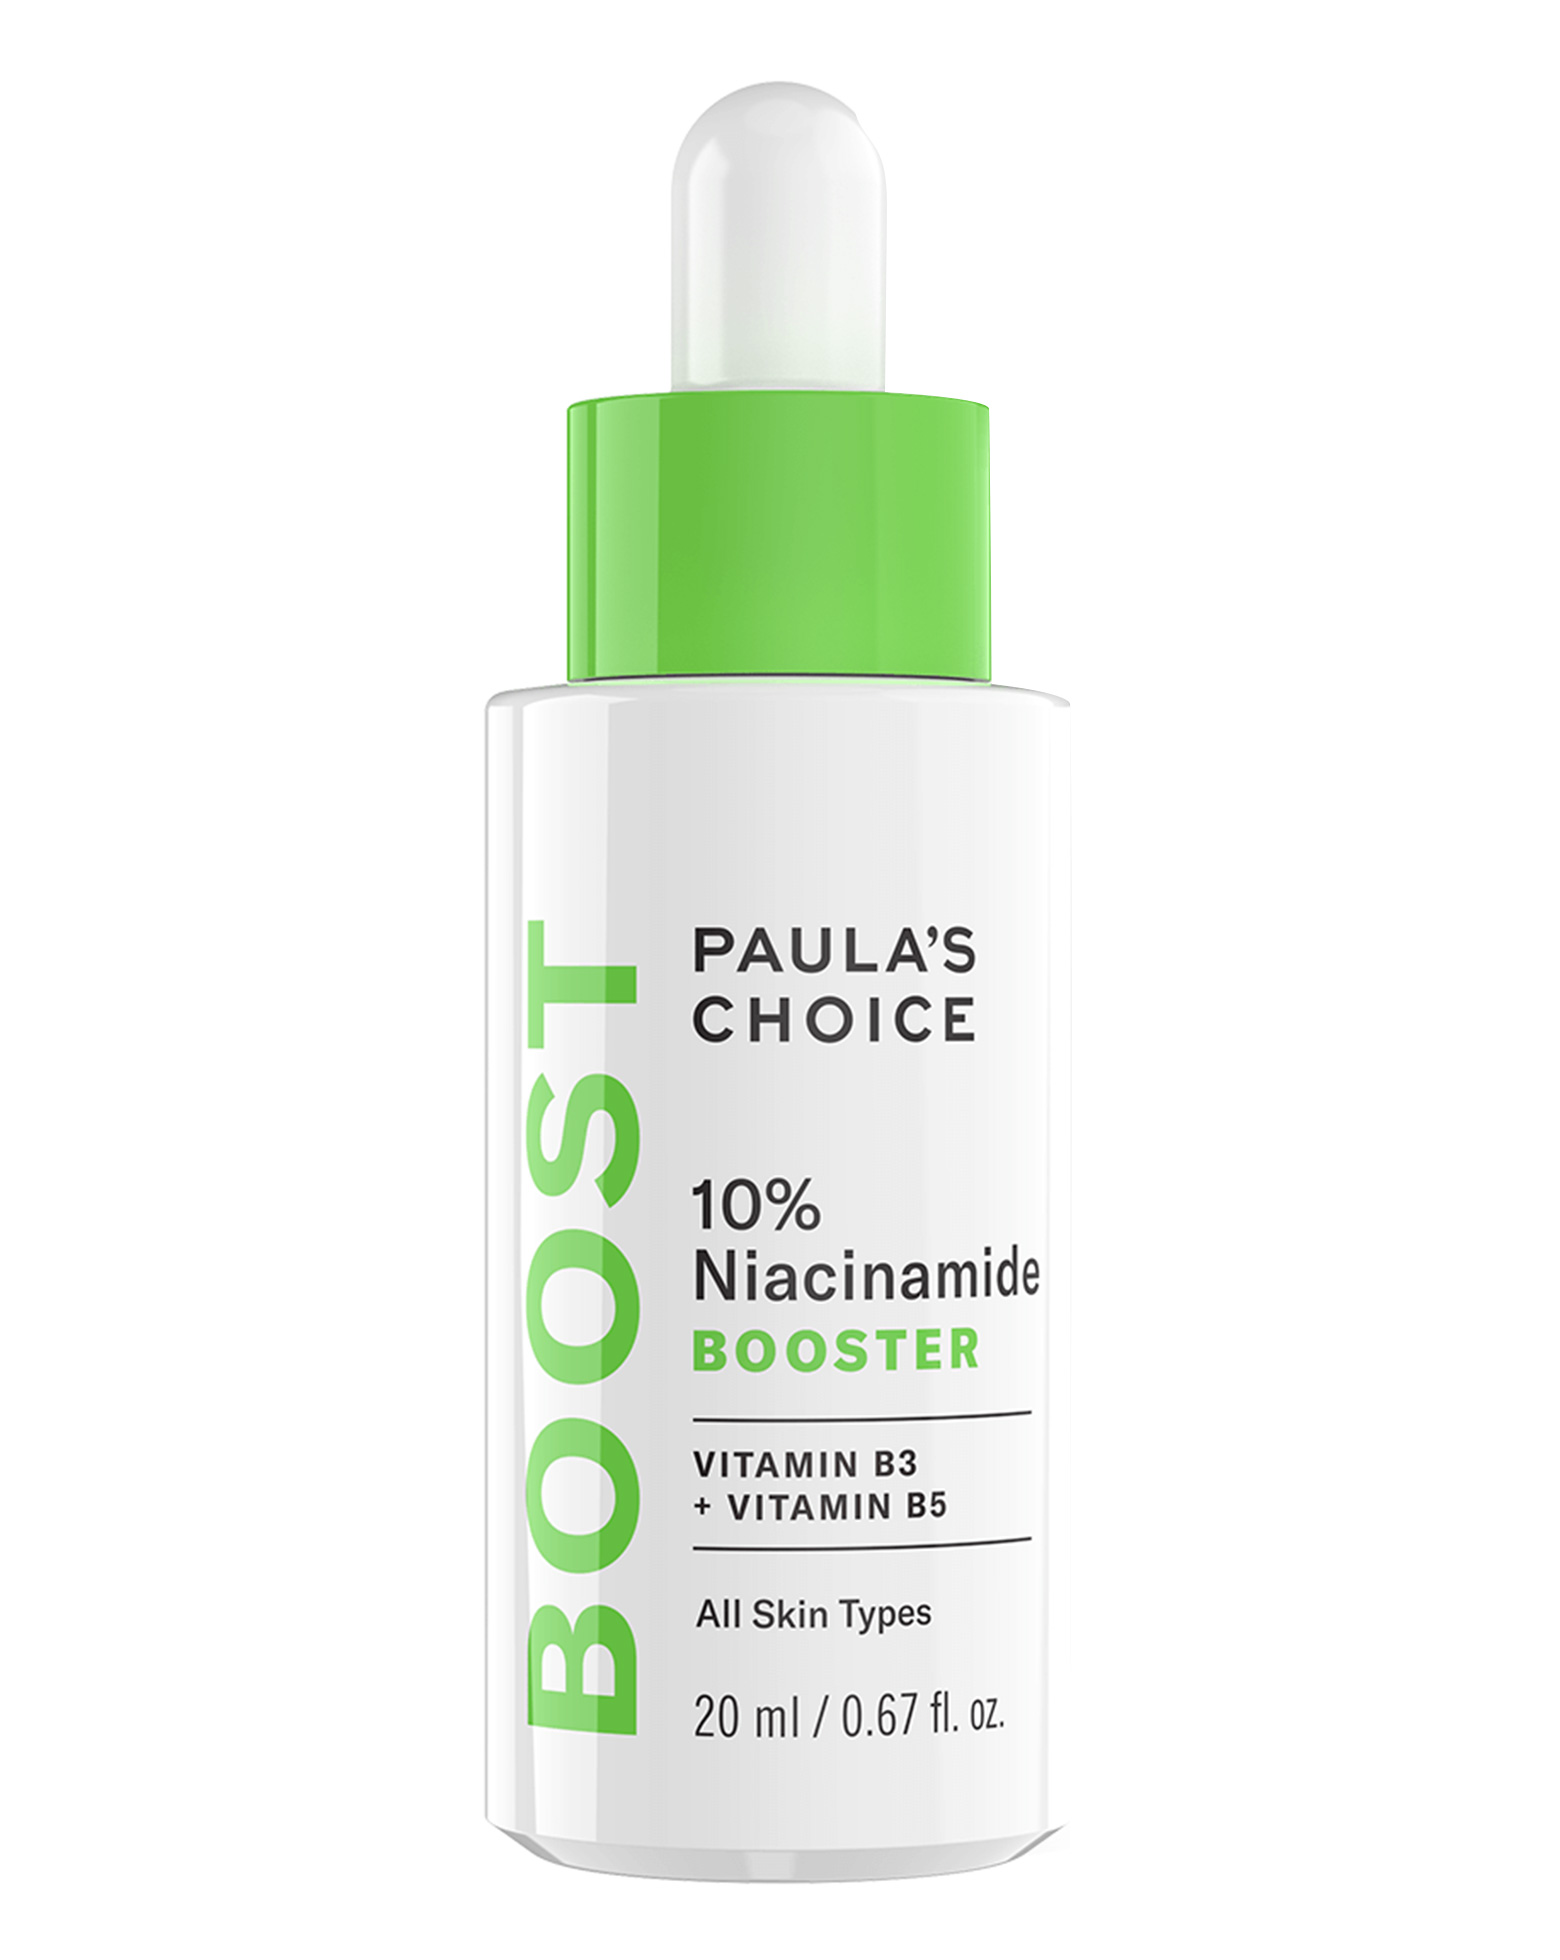 BOOST
PAULA'S
CHOICE
10%
Niacinamide
BOOSTER
VITAMIN B3
+ VITAMIN B5
All Skin Types
20 ml / 0.67 fl. oz.